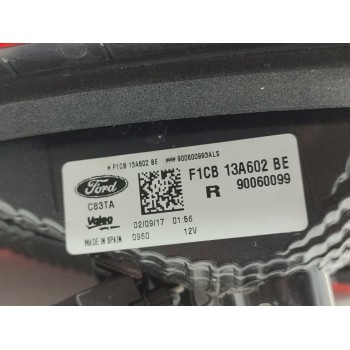 # F1CB 13A602 BE ### 900600993ALS
Ford
F1CB 13A602 BE
R 90060099
C83TA
Valeo
02/09/17 01:56
MADE IN SPAIN 0960 12V